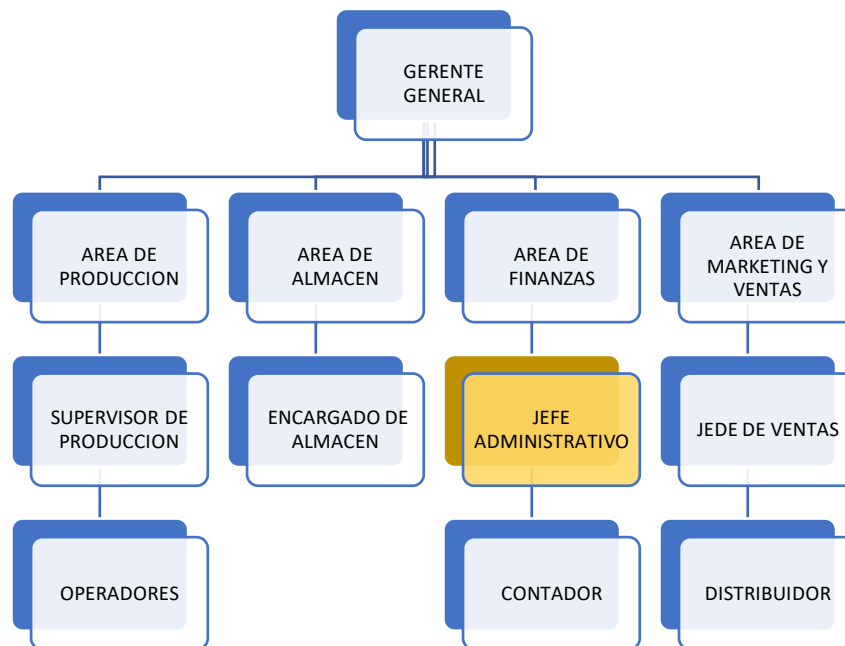 GERENTE
GENERAL
AREA DE
PRODUCCION
AREA DE
ALMACEN
AREA DE
FINANZAS
AREA DE
MARKETING Y
VENTAS
SUPERVISOR DE
PRODUCCION
ENCARGADO DE
ALMACEN
JEFE
ADMINISTRATIVO
JEDE DE VENTAS
OPERADORES
CONTADOR
DISTRIBUIDOR